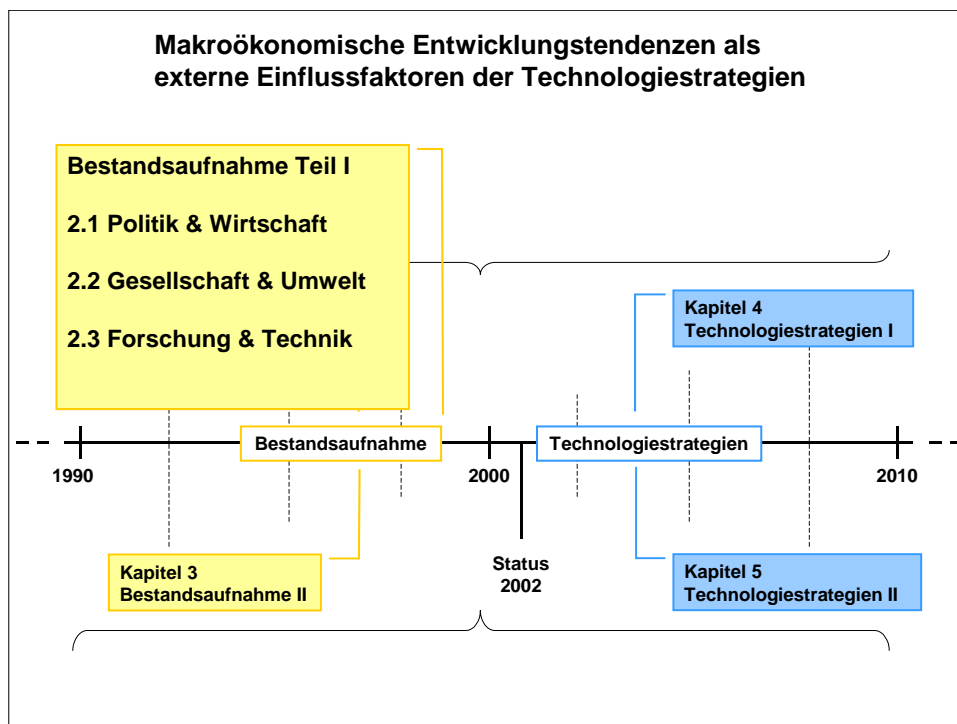 Makroökonomische Entwicklungstendenzen als
externe Einflussfaktoren der Technologiestrategien
Bestandsaufnahme Teil I
2.1 Politik & Wirtschaft
2.2 Gesellschaft & Umwelt
2.3 Forschung & Technik
Kapitel 4
Technologiestrategien I
Bestandsaufnahme
Technologiestrategien
1990
2000
2010
Kapitel 3
Bestandsaufnahme II
Status
2002
Kapitel 5
Technologiestrategien II